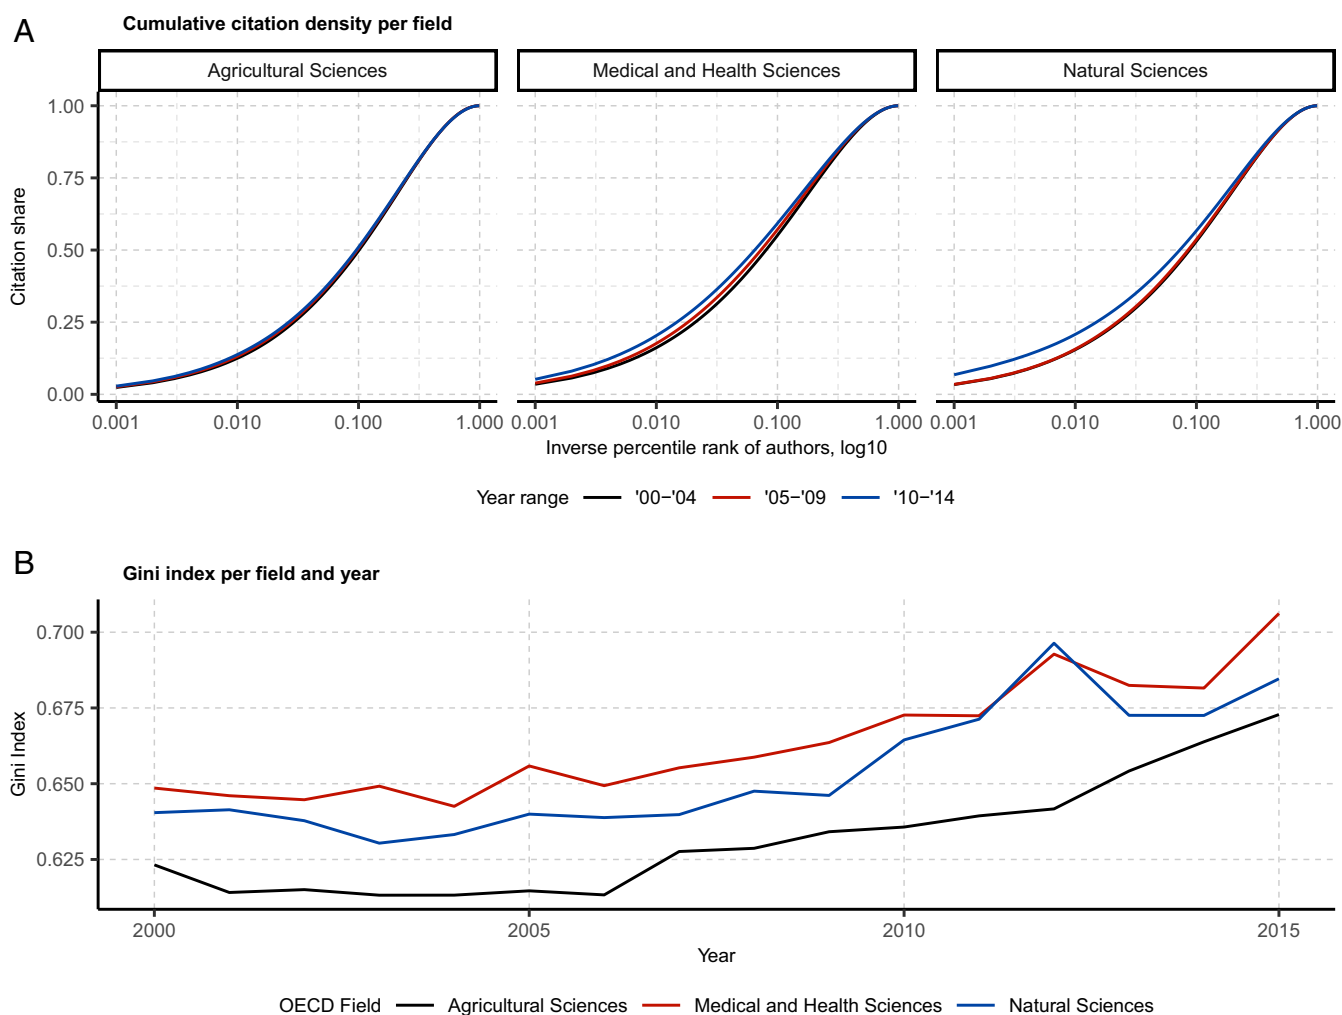 A
Cumulative citation density per field
Agricultural Sciences
Medical and Health Sciences
Natural Sciences
Citation share
1.00
0.75
0.50
0.25
0.00
0.001 0.010 0.100 1.000
0.001 0.010 0.100 1.000
0.001 0.010 0.100 1.000
Inverse percentile rank of authors, log10
Year range '00−'04 '05−'09 '10−'14
B
Gini index per field and year
Gini Index
0.700
0.675
0.650
0.625
2000 2005 2010 2015
Year
OECD Field Agricultural Sciences Medical and Health Sciences Natural Sciences